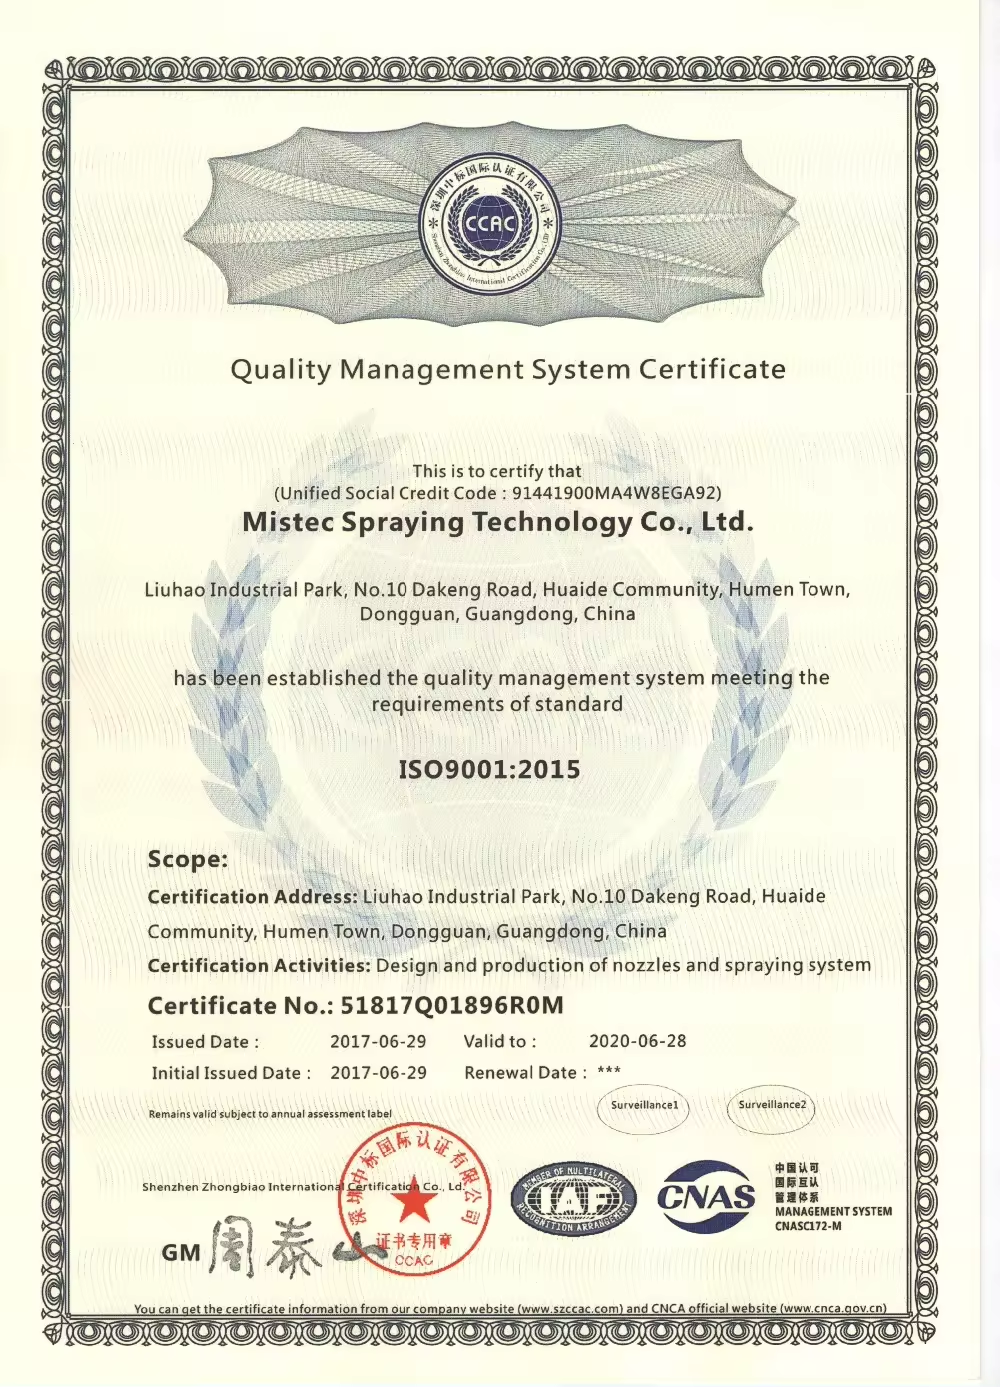 深圳中标国际认证有限公司
CCAC
Shenzhen Zhongbiao International Certification Co., LTD
Quality Management System Certificate
This is to certify that
(Unified Social Credit Code : 91441900MA4W8EGA92)
Mistec Spraying Technology Co., Ltd.
Liuhao Industrial Park, No.10 Dakeng Road, Huaide Community, Humen Town,
Dongguan, Guangdong, China
has been established the quality management system meeting the
requirements of standard
ISO9001:2015
Scope:
Certification Address: Liuhao Industrial Park, No.10 Dakeng Road, Huaide
Community, Humen Town, Dongguan, Guangdong, China
Certification Activities: Design and production of nozzles and spraying system
Certificate No.: 51817Q01896R0M
Issued Date : 2017-06-29 Valid to : 2020-06-28
Initial Issued Date : 2017-06-29 Renewal Date : ***
Remains valid subject to annual assessment label
Surveillance1
Surveillance2
Shenzhen Zhongbiao International Certification Co., Ltd.
深圳中标国际认证有限公司
证书专用章
CCAC
GM 周泰山
MEMBER OF MULTILATERAL
IAF
RECOGNITION ARRANGEMENT
CNAS
中国认可
国际互认
管理体系
MANAGEMENT SYSTEM
CNASC172-M
You can get the certificate information from our company website (www.szccac.com) and CNCA official website (www.cnca.gov.cn)